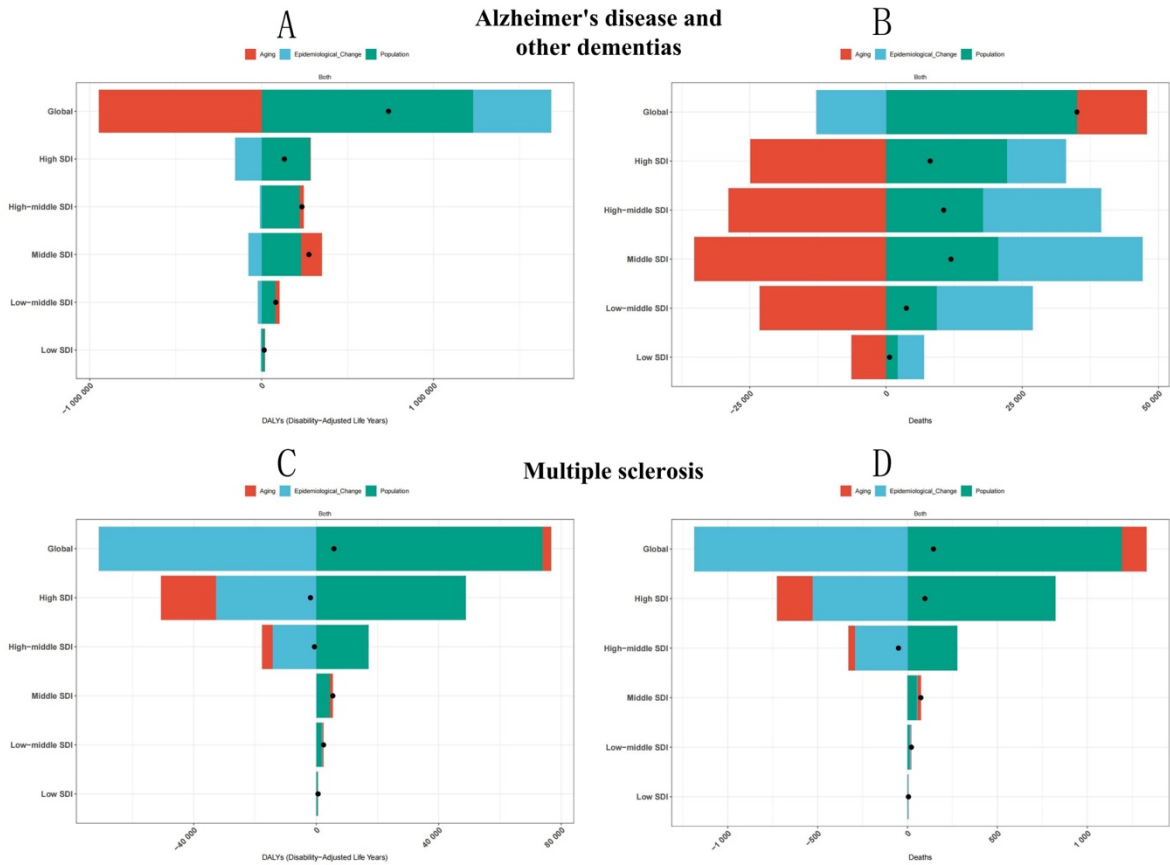 A
Alzheimer's disease and
other dementias
B
Aging Epidemiological_Change Population
Both
Global
High SDI
High−middle SDI
Middle SDI
Low−middle SDI
Low SDI
−1 000 000
0
1 000 000
DALYs (Disability−Adjusted Life Years)
Aging Epidemiological_Change Population
Both
Global
High SDI
High−middle SDI
Middle SDI
Low−middle SDI
Low SDI
−25 000
0
25 000
50 000
Deaths
C
Multiple sclerosis
D
Aging Epidemiological_Change Population
Both
Global
High SDI
High−middle SDI
Middle SDI
Low−middle SDI
Low SDI
−40 000
0
40 000
80 000
DALYs (Disability−Adjusted Life Years)
Aging Epidemiological_Change Population
Both
Global
High SDI
High−middle SDI
Middle SDI
Low−middle SDI
Low SDI
−1 000
−500
0
500
1 000
Deaths